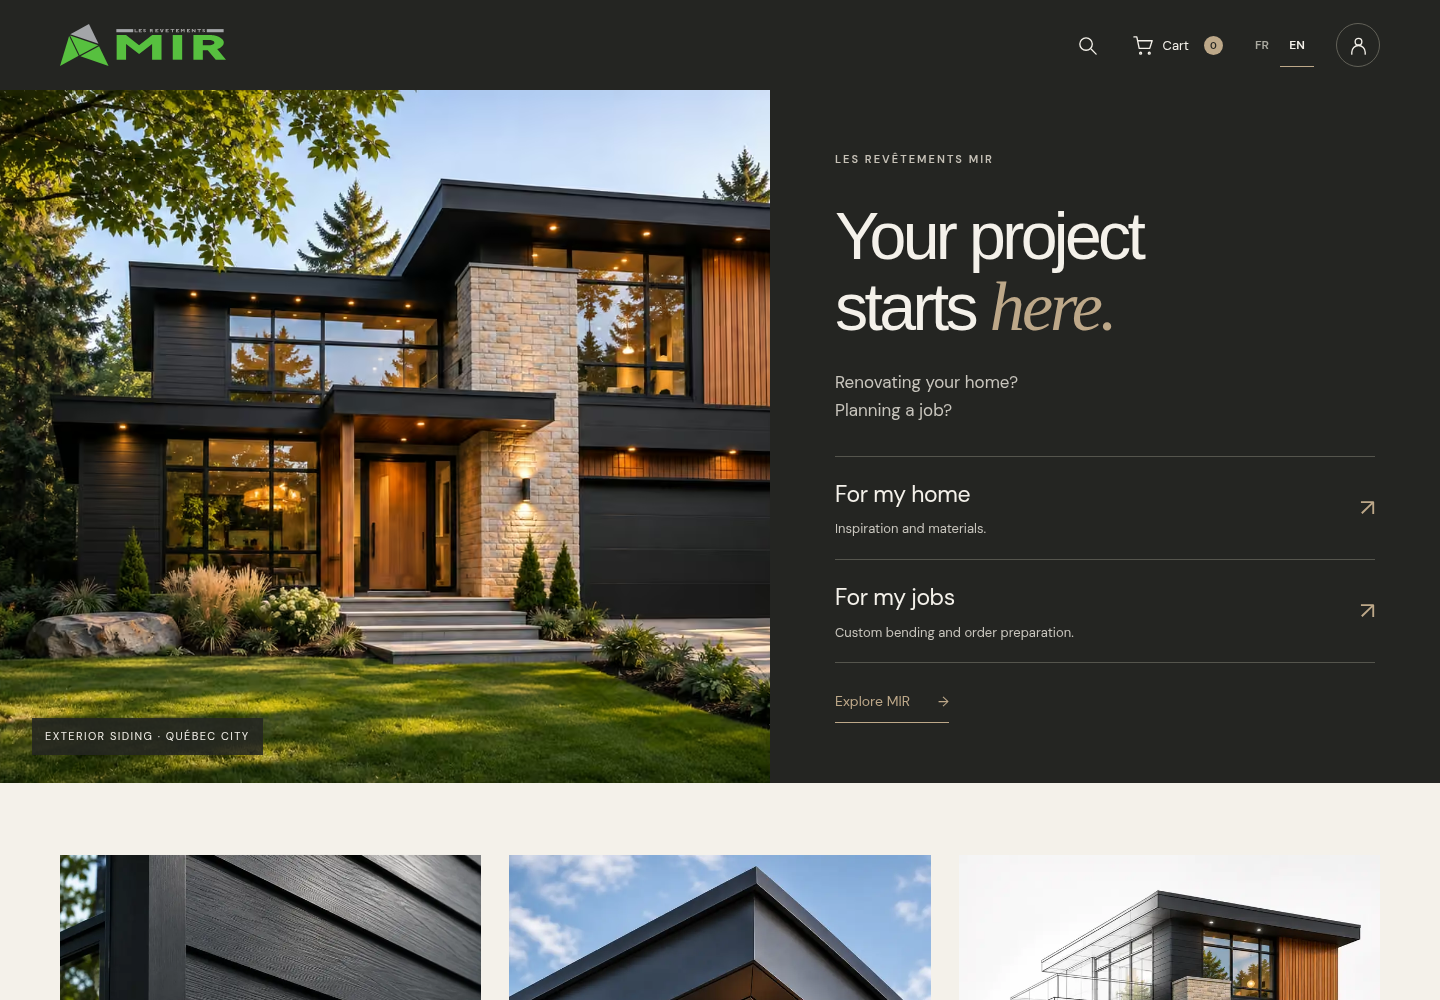 LES REVÊTEMENTS
MIR
Cart 0
FR EN
LES REVÊTEMENTS MIR
Your project
starts here.
Renovating your home?
Planning a job?
For my home
Inspiration and materials.
For my jobs
Custom bending and order preparation.
Explore MIR
EXTERIOR SIDING · QUÉBEC CITY